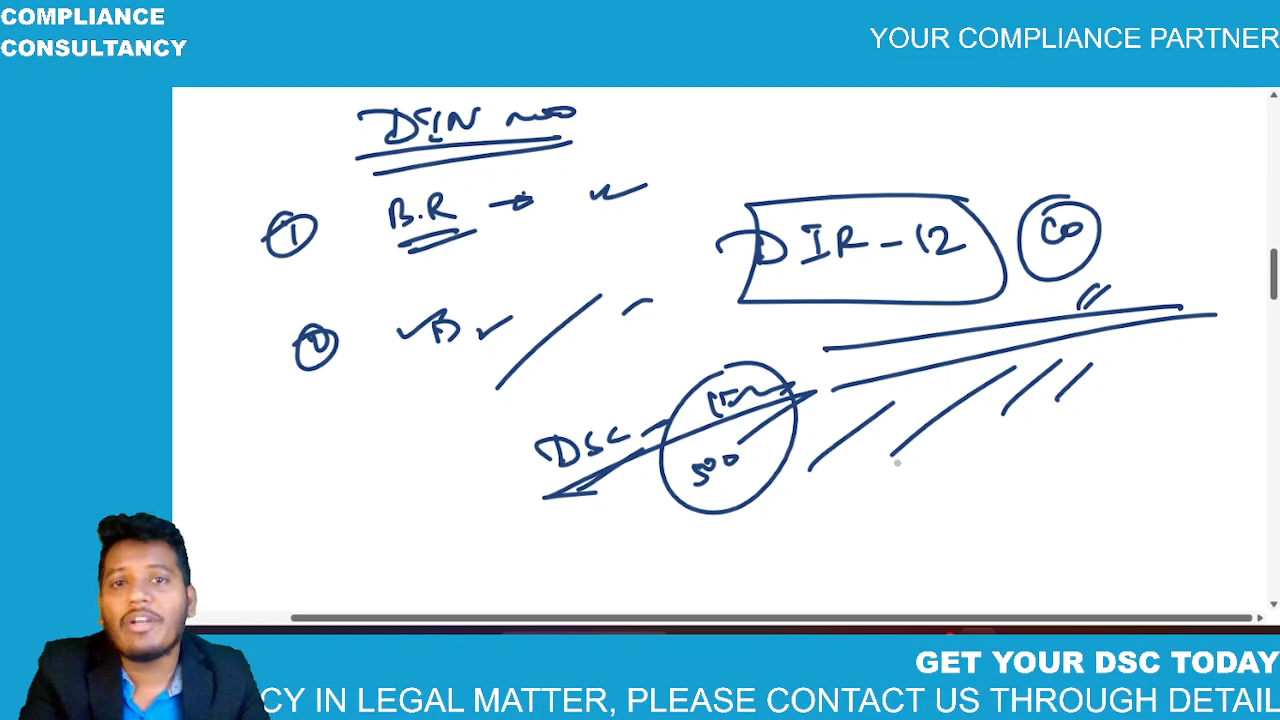 COMPLIANCE
CONSULTANCY
YOUR COMPLIANCE PARTNER
DIN no
① B.R →
DIR-12
②
DSC
500
GET YOUR DSC TODAY
CY IN LEGAL MATTER, PLEASE CONTACT US THROUGH DETAIL